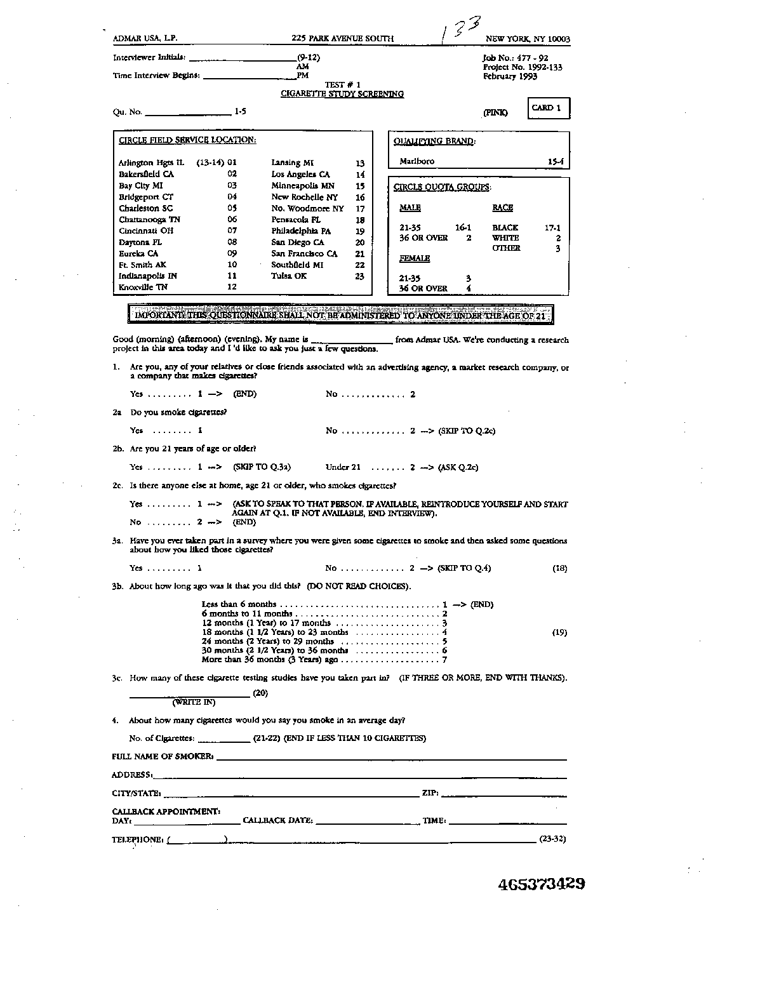 133
ADMAR USA, L.P. 225 PARK AVENUE SOUTH NEW YORK, NY 10003
Interviewer Initials: ____________ (9-12) Job No.: 477 - 92
AM Project No. 1992-133
Time Interview Begins: ____________ PM February 1993
TEST # 1
CIGARETTE STUDY SCREENING
Qu. No. ____________ 1-5 (PINK) CARD 1
CIRCLE FIELD SERVICE LOCATION: QUALIFYING BRAND:
Arlington Hgts IL (13-14) 01 Lansing MI 13 Marlboro 15-4
Bakersfield CA 02 Los Angeles CA 14
Bay City MI 03 Minneapolis MN 15 CIRCLE QUOTA GROUPS:
Bridgeport CT 04 New Rochelle NY 16
Charleston SC 05 No. Woodmore NY 17 MALE RACE
Chattanooga TN 06 Pensacola FL 18
Cincinnati OH 07 Philadelphia PA 19 21-35 16-1 BLACK 17-1
Daytona FL 08 San Diego CA 20 36 OR OVER 2 WHITE 2
Eureka CA 09 San Francisco CA 21 OTHER 3
Ft. Smith AK 10 Southfield MI 22 FEMALE
Indianapolis IN 11 Tulsa OK 23 21-35 3
Knoxville TN 12 36 OR OVER 4
IMPORTANT: THIS QUESTIONNAIRE SHALL NOT BE ADMINISTERED TO ANYONE UNDER THE AGE OF 21
Good (morning) (afternoon) (evening). My name is ____________ from Admar USA. We're conducting a research
project in this area today and I 'd like to ask you just a few questions.
1. Are you, any of your relatives or close friends associated with an advertising agency, a market research company, or
a company that makes cigarettes?
Yes ......... 1 --> (END) No ............. 2
2a Do you smoke cigarettes?
Yes ........ 1 No ............. 2 --> (SKIP TO Q.2c)
2b. Are you 21 years of age or older?
Yes ......... 1 --> (SKIP TO Q.3a) Under 21 ....... 2 --> (ASK Q.2c)
2c. Is there anyone else at home, age 21 or older, who smokes cigarettes?
Yes ......... 1 --> (ASK TO SPEAK TO THAT PERSON. IF AVAILABLE, REINTRODUCE YOURSELF AND START
AGAIN AT Q.1. IF NOT AVAILABLE, END INTERVIEW).
No ......... 2 --> (END)
3a. Have you ever taken part in a survey where you were given some cigarettes to smoke and then asked some questions
about how you liked those cigarettes?
Yes ......... 1 No ............. 2 --> (SKIP TO Q.4) (18)
3b. About how long ago was it that you did this? (DO NOT READ CHOICES).
Less than 6 months ................................ 1 --> (END)
6 months to 11 months ............................. 2
12 months (1 Year) to 17 months ..................... 3
18 months (1 1/2 Years) to 23 months ................. 4 (19)
24 months (2 Years) to 29 months .................... 5
30 months (2 1/2 Years) to 36 months ................. 6
More than 36 months (3 Years) ago .................... 7
3c. How many of these cigarette testing studies have you taken part in? (IF THREE OR MORE, END WITH THANKS).
____________ (20)
(WRITE IN)
4. About how many cigarettes would you say you smoke in an average day?
No. of Cigarettes: ____________ (21-22) (END IF LESS THAN 10 CIGARETTES)
FULL NAME OF SMOKER: ____________
ADDRESS: ____________
CITY/STATE: ____________ ZIP: ____________
CALLBACK APPOINTMENT:
DAY: ____________ CALLBACK DATE: ____________ TIME: ____________
TELEPHONE: (____________) ____________ (23-32)
465373429